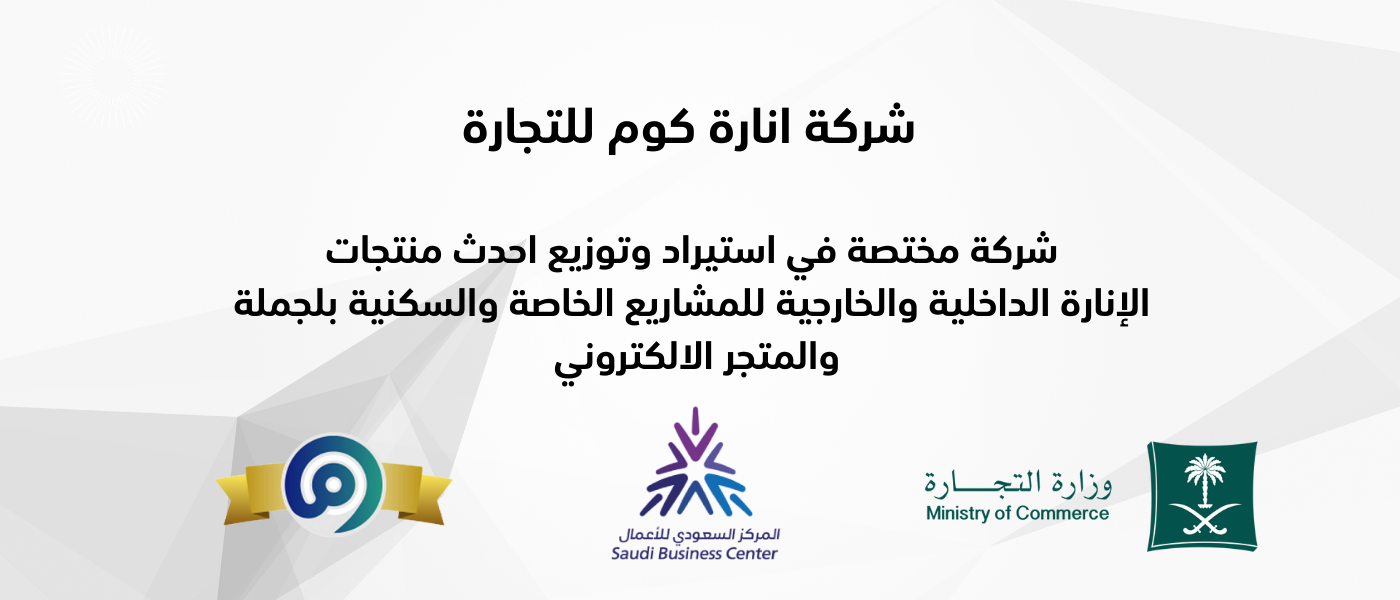 شركة انارة كوم للتجارة
شركة مختصة في استيراد وتوزيع احدث منتجات
الإنارة الداخلية والخارجية للمشاريع الخاصة والسكنية بلجملة
والمتجر الالكتروني
وزارة التجـــارة
Ministry of Commerce
المركز السعودي للأعمال
Saudi Business Center